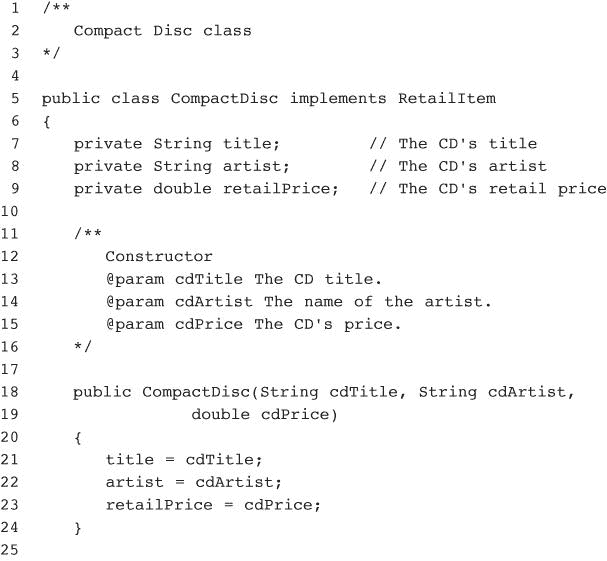 1 /**
2 Compact Disc class
3 */
4
5 public class CompactDisc implements RetailItem
6 {
7 private String title; // The CD's title
8 private String artist; // The CD's artist
9 private double retailPrice; // The CD's retail price
10
11 /**
12 Constructor
13 @param cdTitle The CD title.
14 @param cdArtist The name of the artist.
15 @param cdPrice The CD's price.
16 */
17
18 public CompactDisc(String cdTitle, String cdArtist,
19 double cdPrice)
20 {
21 title = cdTitle;
22 artist = cdArtist;
23 retailPrice = cdPrice;
24 }
25